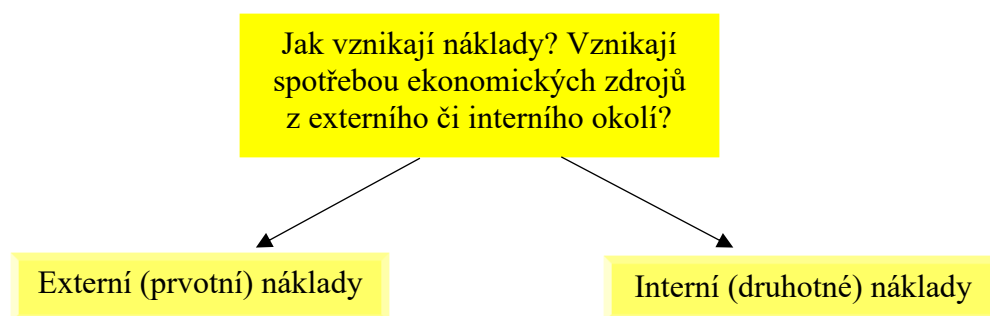 Jak vznikají náklady? Vznikají
spotřebou ekonomických zdrojů
z externího či interního okolí?
Externí (prvotní) náklady
Interní (druhotné) náklady